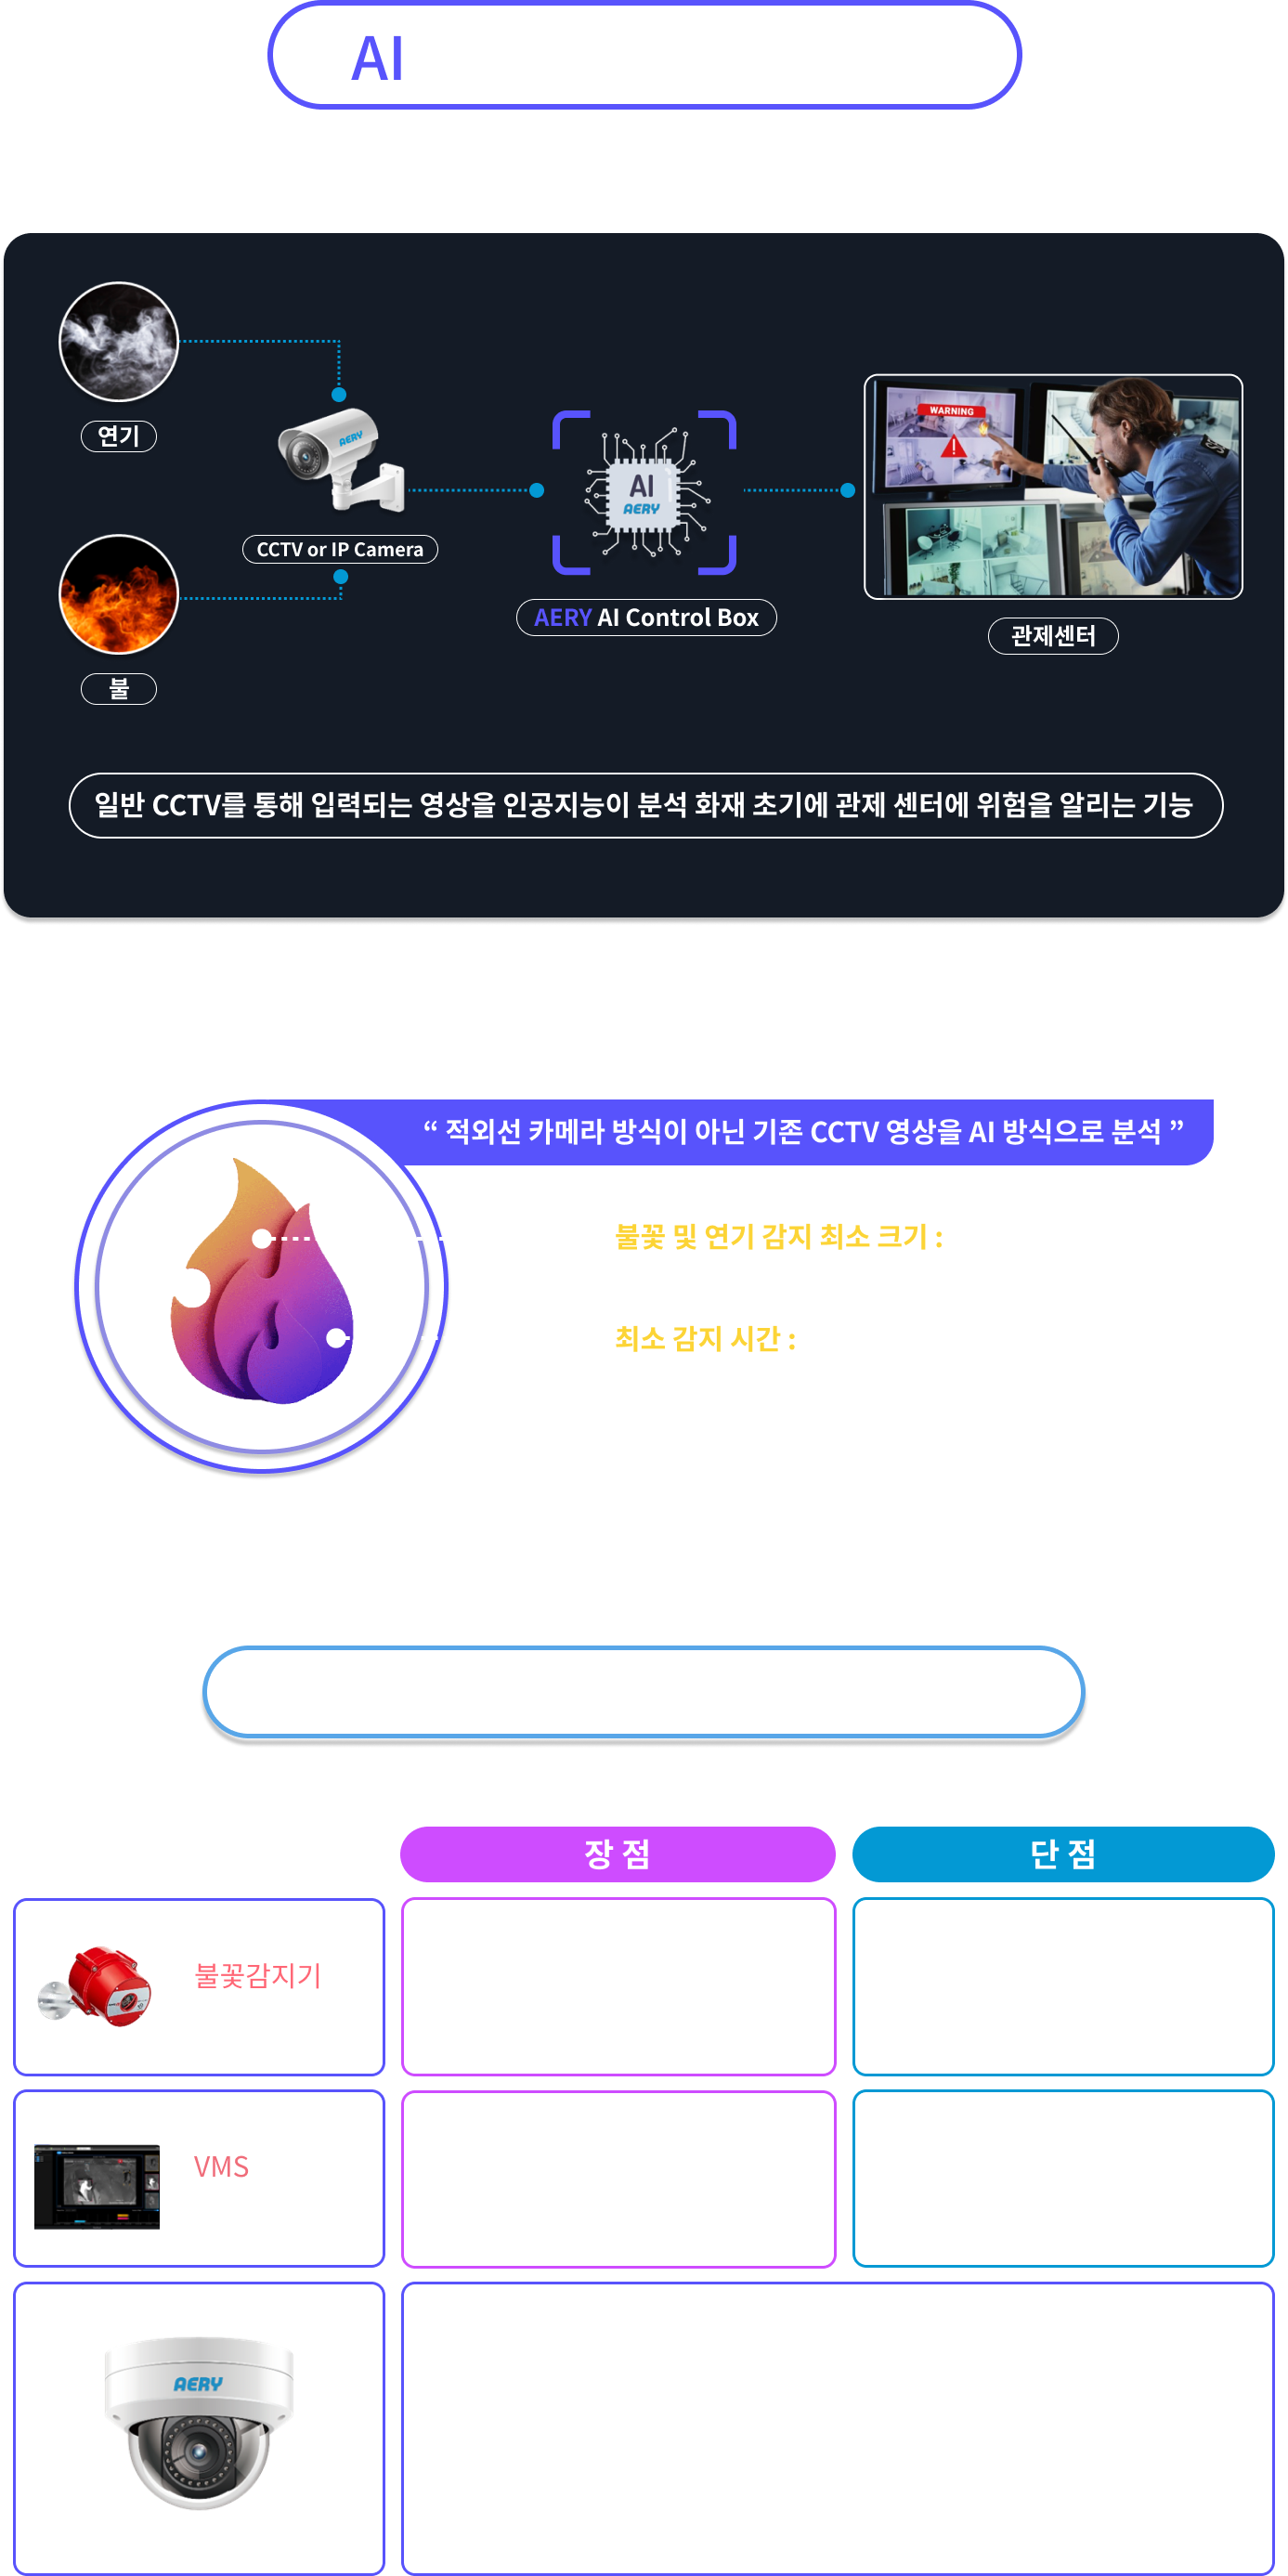 AI
연기
AERY
WARNING
AI
AERY
CCTV or IP Camera
AERY AI Control Box
관제센터
불
일반 CCTV를 통해 입력되는 영상을 인공지능이 분석 화재 초기에 관제 센터에 위험을 알리는 기능
“ 적외선 카메라 방식이 아닌 기존 CCTV 영상을 AI 방식으로 분석 ”
불꽃 및 연기 감지 최소 크기 :
최소 감지 시간 :
장 점
단 점
불꽃감지기
VMS
AERY